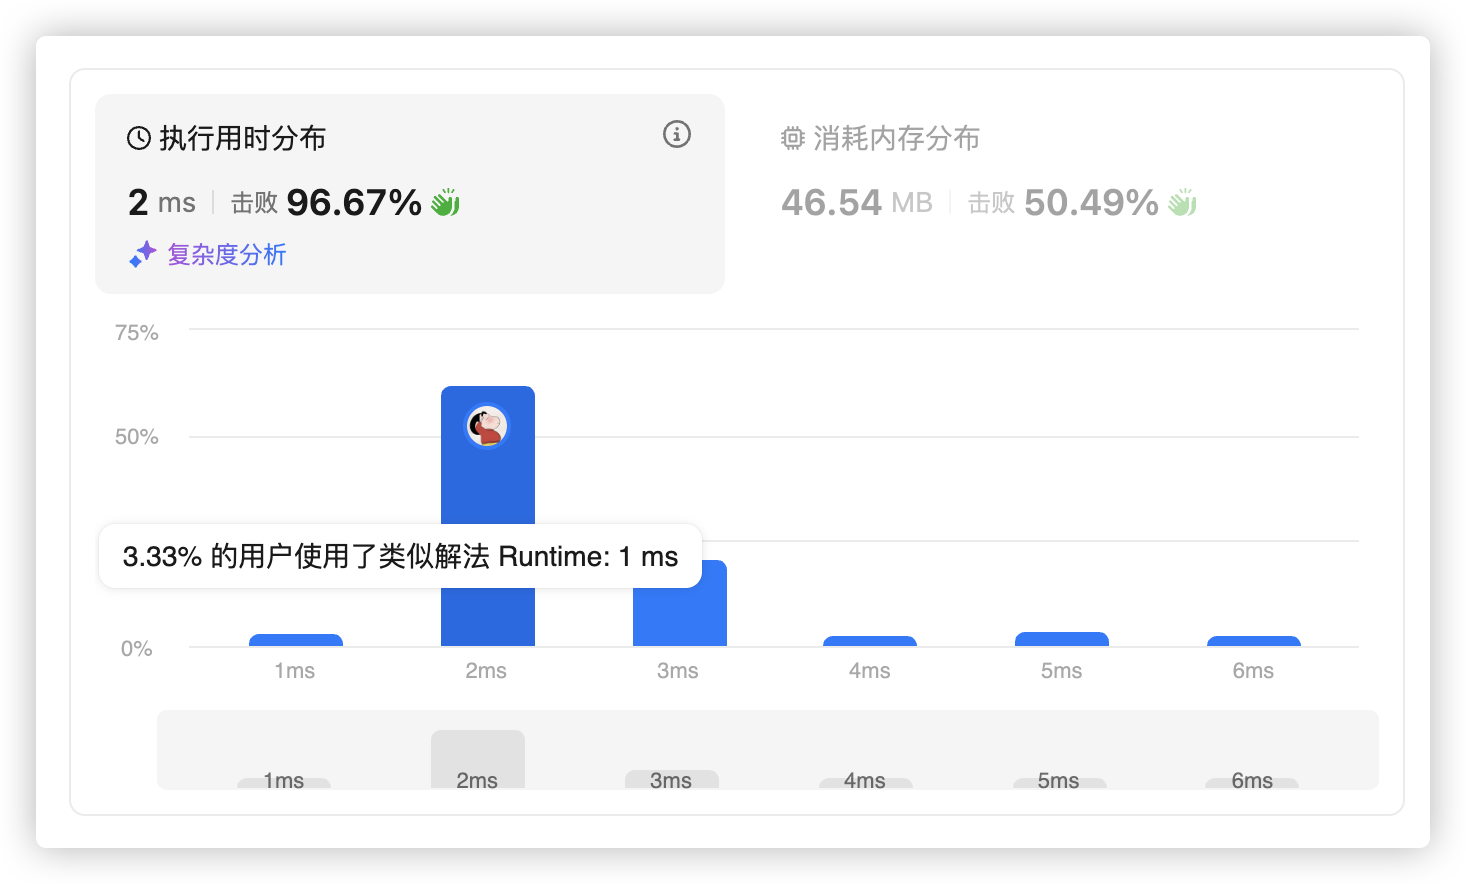 执行用时分布
2 ms 击败 96.67%
复杂度分析
消耗内存分布
46.54 MB 击败 50.49%
75%
50%
3.33% 的用户使用了类似解法 Runtime: 1 ms
0%
1ms 2ms 3ms 4ms 5ms 6ms
1ms 2ms 3ms 4ms 5ms 6ms